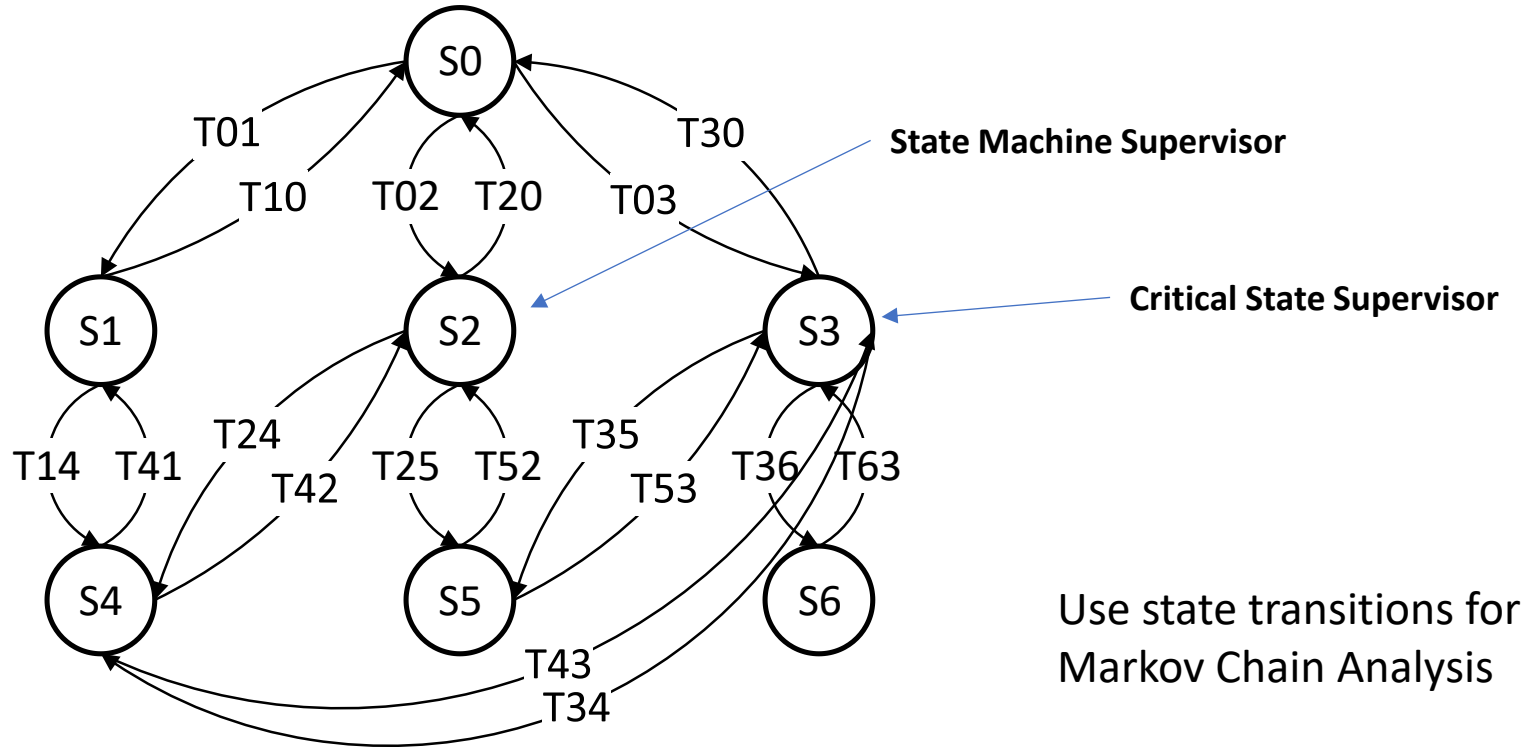 S0
T01
T30
State Machine Supervisor
T10
T02
T20
T03
Critical State Supervisor
S1
S2
S3
T24
T35
T14
T41
T42
T25
T52
T53
T36
T63
S4
S5
S6
Use state transitions for
Markov Chain Analysis
T43
T34